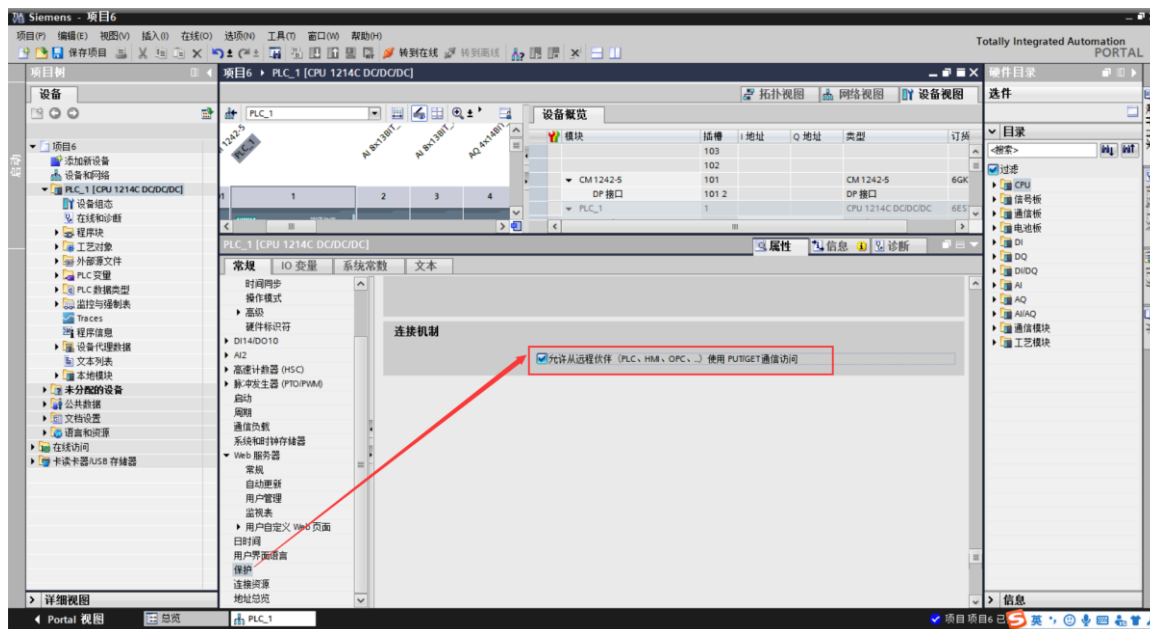 Siemens - 项目6
项目(P) 编辑(E) 视图(V) 插入(I) 在线(O) 选项(N) 工具(T) 窗口(W) 帮助(H)
Totally Integrated Automation
PORTAL
保存项目 转到在线 转到离线
项目树
项目6 PLC_1 [CPU 1214C DC/DC/DC]
硬件目录
设备
拓扑视图 网络视图 设备视图
选件
PLC_1
设备概览
模块 插槽 I 地址 Q 地址 类型 订货
103
102
CM 1242-5 101 CM 1242-5 6GK
DP 接口 101 2 DP 接口
PLC_1 1 CPU 1214C DC/DC/DC 6ES
1242-5
PLC_1
AI 8x13BIT_
AI 8x13BIT_
AQ 4x14BIT_
1 2 3 4
项目6
添加新设备
设备和网络
PLC_1 [CPU 1214C DC/DC/DC]
设备组态
在线和诊断
程序块
工艺对象
外部源文件
PLC 变量
PLC 数据类型
监控与强制表
Traces
程序信息
设备代理数据
文本列表
本地模块
未分配的设备
公共数据
文档设置
语言和资源
在线访问
读卡器/USB 存储器
详细视图
PLC_1 [CPU 1214C DC/DC/DC]
属性 信息 诊断
常规 IO 变量 系统常数 文本
时间同步
操作模式
高级
硬件标识符
DI14/DO10
AI2
高速计数器 (HSC)
脉冲发生器 (PTO/PWM)
启动
周期
通信负载
系统和时钟存储器
Web 服务器
常规
自动更新
用户管理
监视表
用户自定义 Web 页面
日时间
用户界面语言
保护
连接资源
地址总览
连接机制
允许从远程伙伴 (PLC、HMI、OPC、...) 使用 PUT/GET 通信访问
目录
<搜索>
过滤
CPU
信号板
通信板
电池板
DI
DQ
DI/DQ
AI
AQ
AI/AQ
通信模块
工艺模块
信息
Portal 视图 总览 PLC_1
项目 项目6 已
英